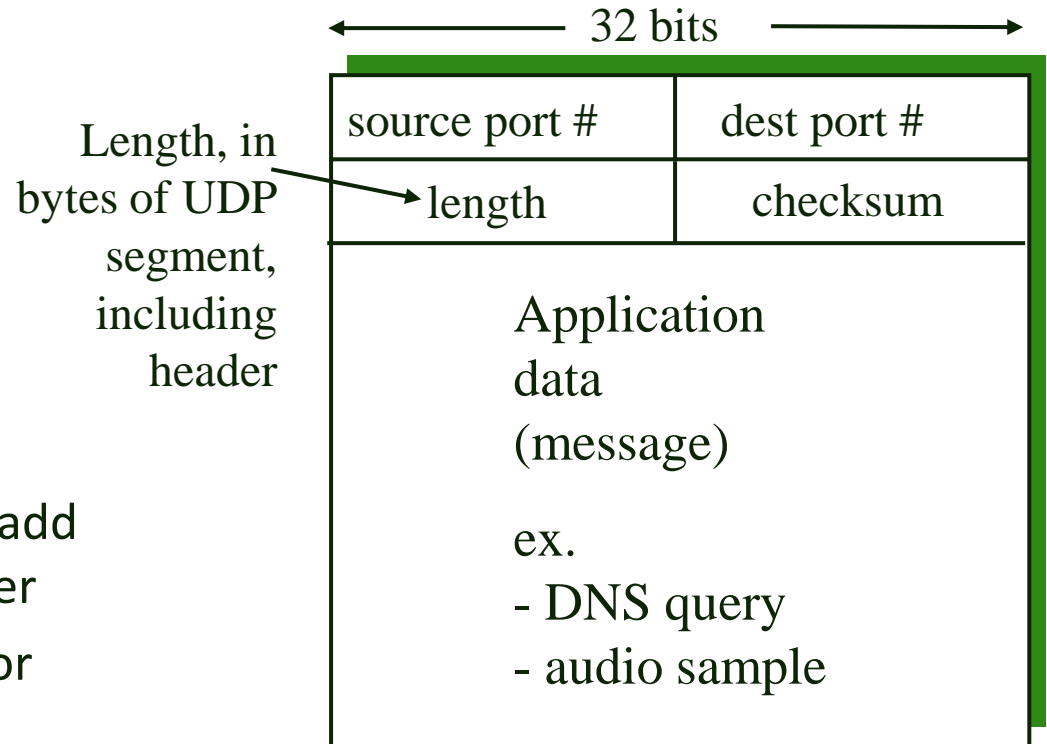 32 bits
source port #
dest port #
Length, in
bytes of UDP
segment,
including
header
length
checksum
Application
data
(message)
ex.
- DNS query
- audio sample
add
er
or